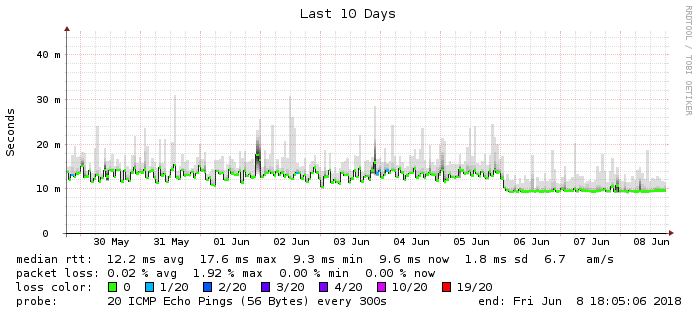 Last 10 Days
RRDTOOL / TOBI OETIKER
Seconds
40 m
30 m
20 m
10 m
0
30 May 31 May 01 Jun 02 Jun 03 Jun 04 Jun 05 Jun 06 Jun 07 Jun 08 Jun
median rtt: 12.2 ms avg 17.6 ms max 9.3 ms min 9.6 ms now 1.8 ms sd 6.7 am/s
packet loss: 0.02 % avg 1.92 % max 0.00 % min 0.00 % now
loss color: 0 1/20 2/20 3/20 4/20 10/20 19/20
probe: 20 ICMP Echo Pings (56 Bytes) every 300s end: Fri Jun 8 18:05:06 2018